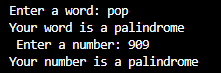 Enter a word: pop
Your word is a palindrome
Enter a number: 909
Your number is a palindrome